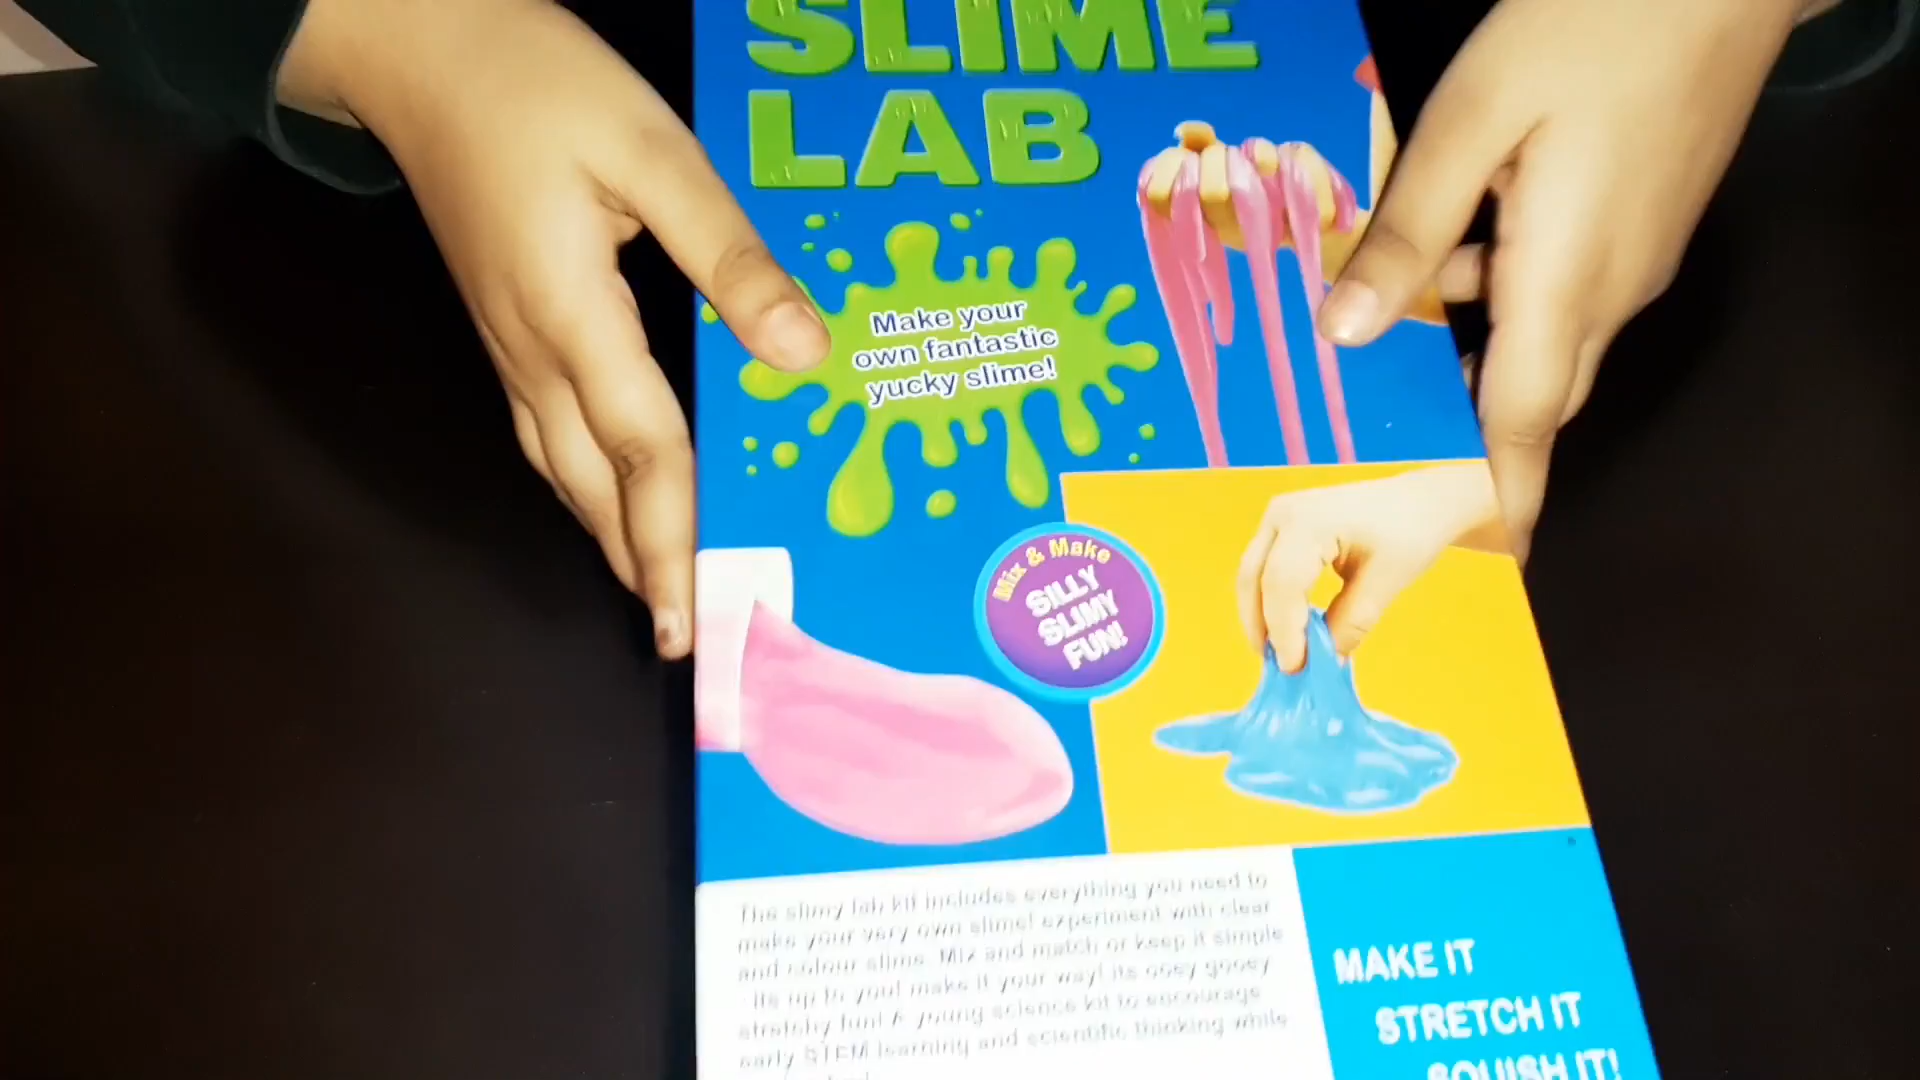 SLIME
LAB
Make your
own fantastic
yucky slime!
Mix & Make
SILLY
SLIMY
FUN!
The slimy lab kit includes everything you need to
make your very own slime! experiment with clear
and colour slime. Mix and match or keep it simple
- its up to you! make it your way! its ooey gooey
stretchy fun! A young science kit to encourage
early STEM learning and scientific thinking while
MAKE IT
STRETCH IT
SQUISH IT!